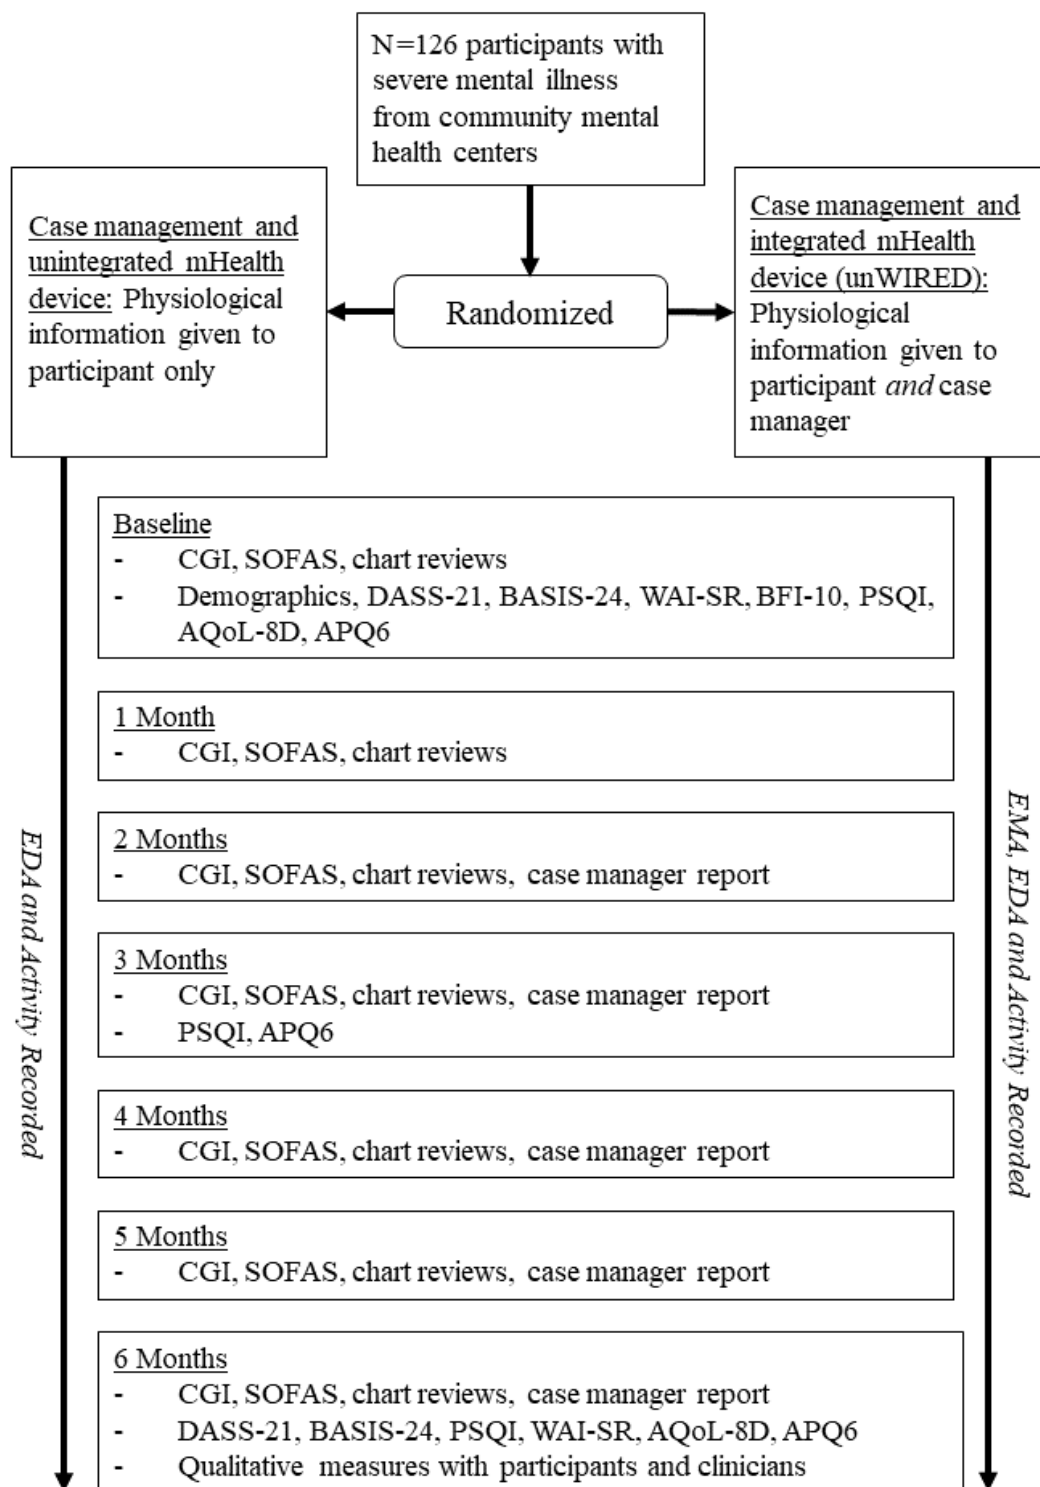 N=126 participants with
severe mental illness
from community mental
health centers
Case management and
unintegrated mHealth
device: Physiological
information given to
participant only
Randomized
Case management and
integrated mHealth
device (unWIRED):
Physiological
information given to
participant and case
manager
Baseline
- CGI, SOFAS, chart reviews
- Demographics, DASS-21, BASIS-24, WAI-SR, BFI-10, PSQI,
AQoL-8D, APQ6
1 Month
- CGI, SOFAS, chart reviews
2 Months
- CGI, SOFAS, chart reviews, case manager report
3 Months
- CGI, SOFAS, chart reviews, case manager report
- PSQI, APQ6
4 Months
- CGI, SOFAS, chart reviews, case manager report
5 Months
- CGI, SOFAS, chart reviews, case manager report
6 Months
- CGI, SOFAS, chart reviews, case manager report
- DASS-21, BASIS-24, PSQI, WAI-SR, AQoL-8D, APQ6
- Qualitative measures with participants and clinicians
EDA and Activity Recorded
EMA, EDA and Activity Recorded